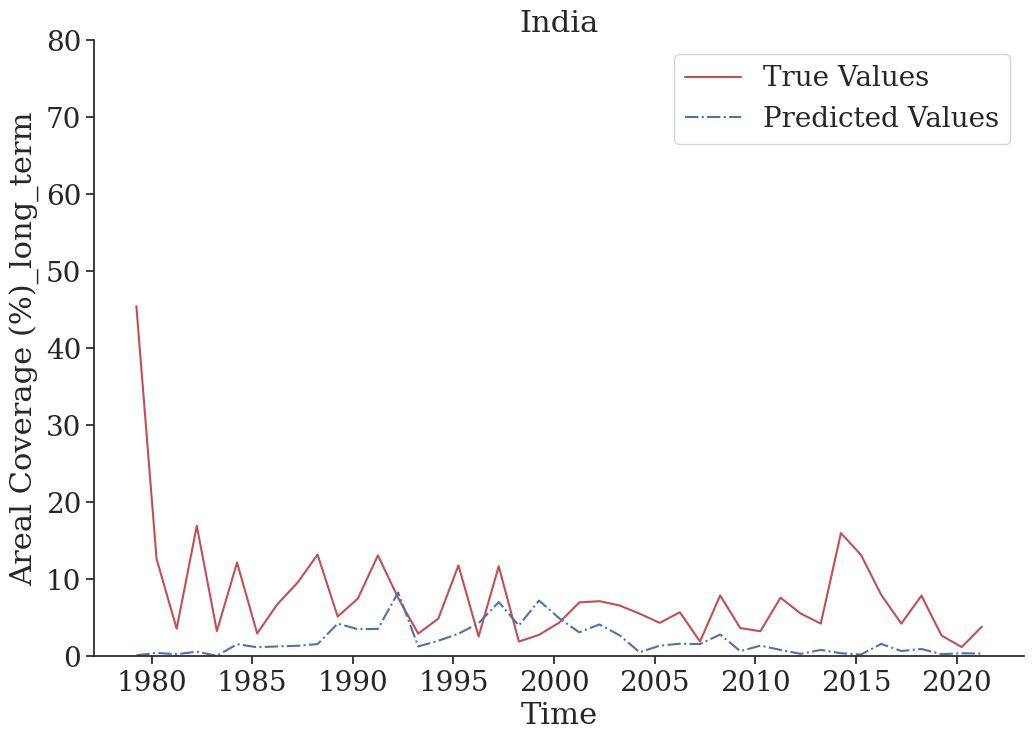 India
True Values
Predicted Values
Areal Coverage (%)_long_term
80
70
60
50
40
30
20
10
0
1980 1985 1990 1995 2000 2005 2010 2015 2020
Time